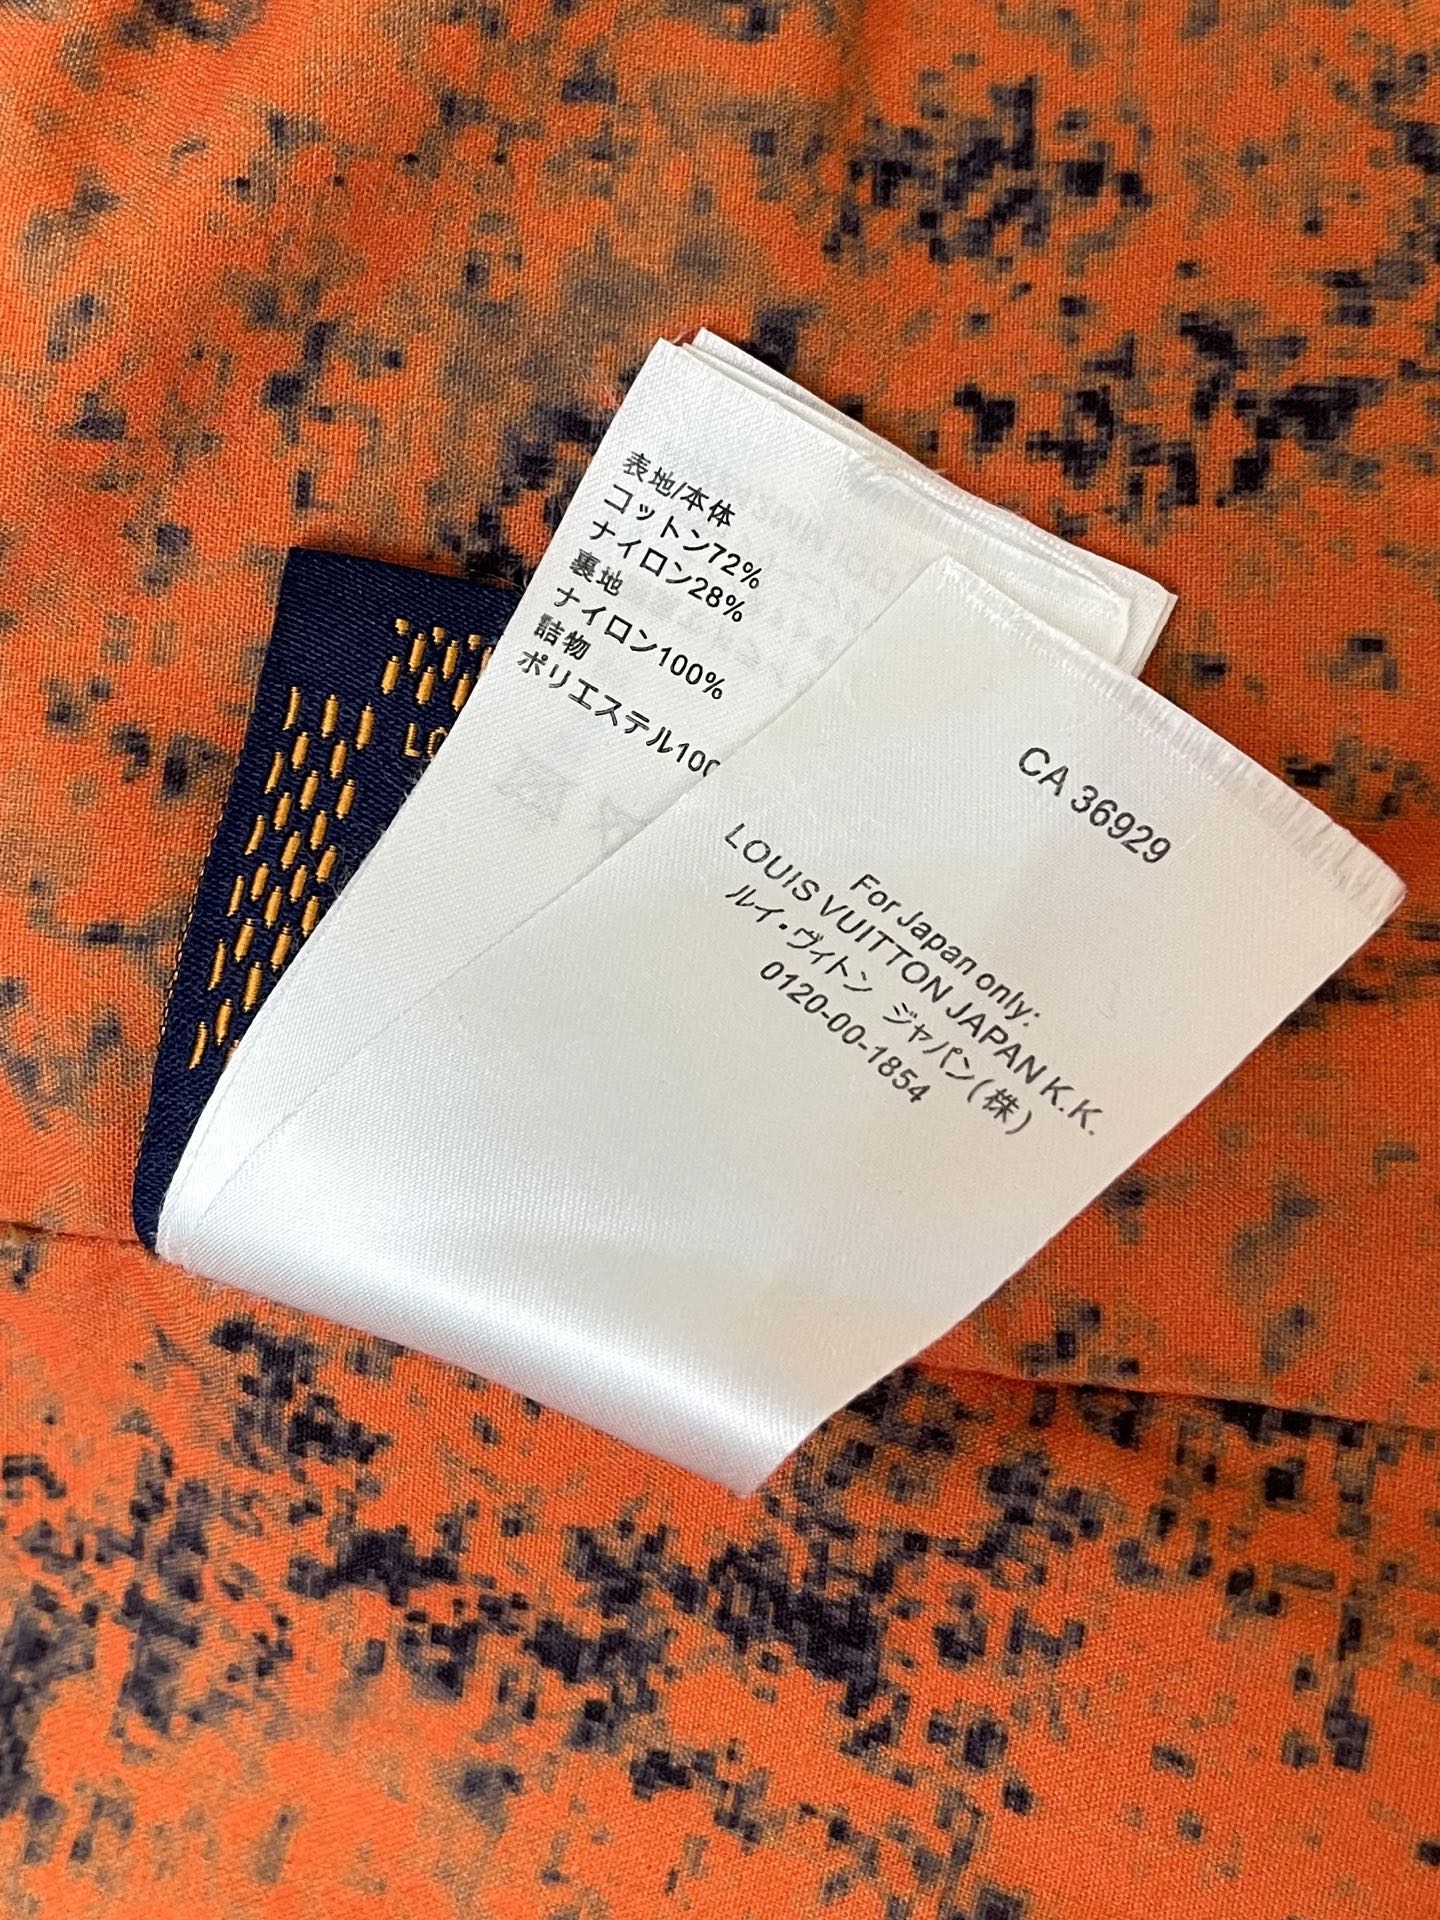 表地/本体
コットン72%
ナイロン28%
裏地
ナイロン100%
詰物
ポリエステル100
CA 36929
For Japan only:
LOUIS VUITTON JAPAN K.K.
ルイ・ヴィトン ジャパン(株)
0120-00-1854